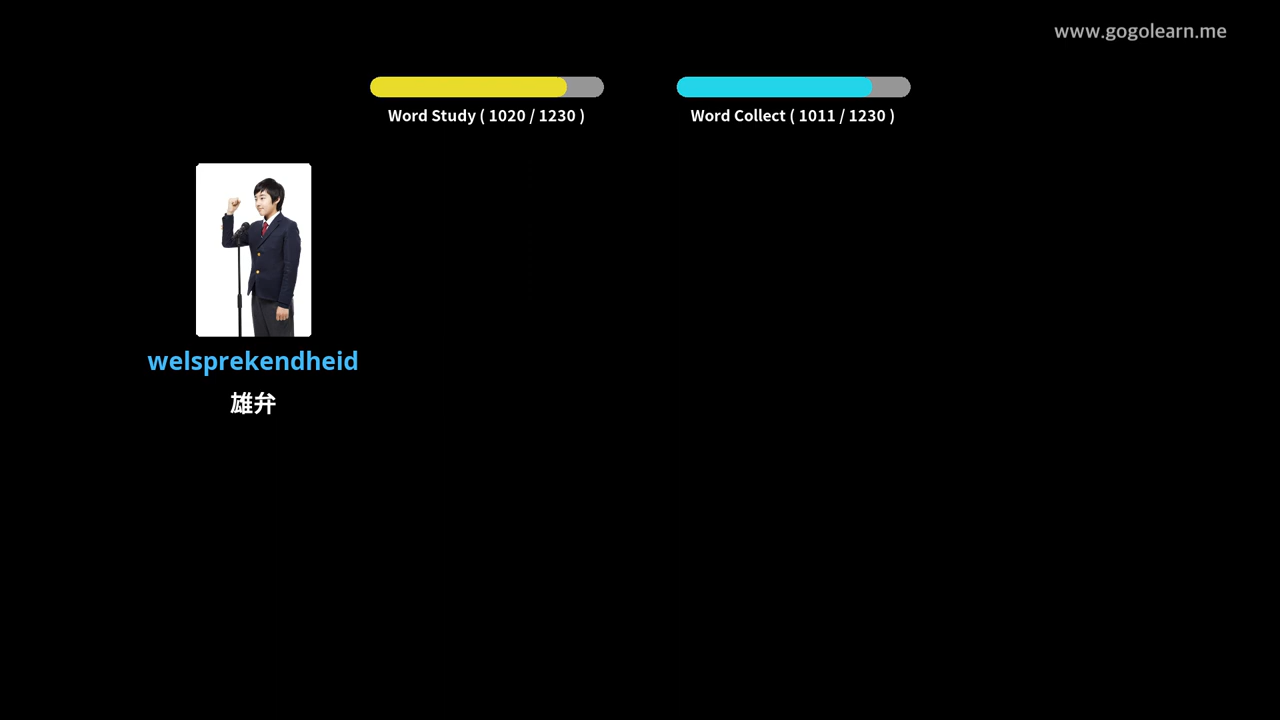 www.gogolearn.me
Word Study ( 1020 / 1230 )
Word Collect ( 1011 / 1230 )
welsprekendheid
雄弁